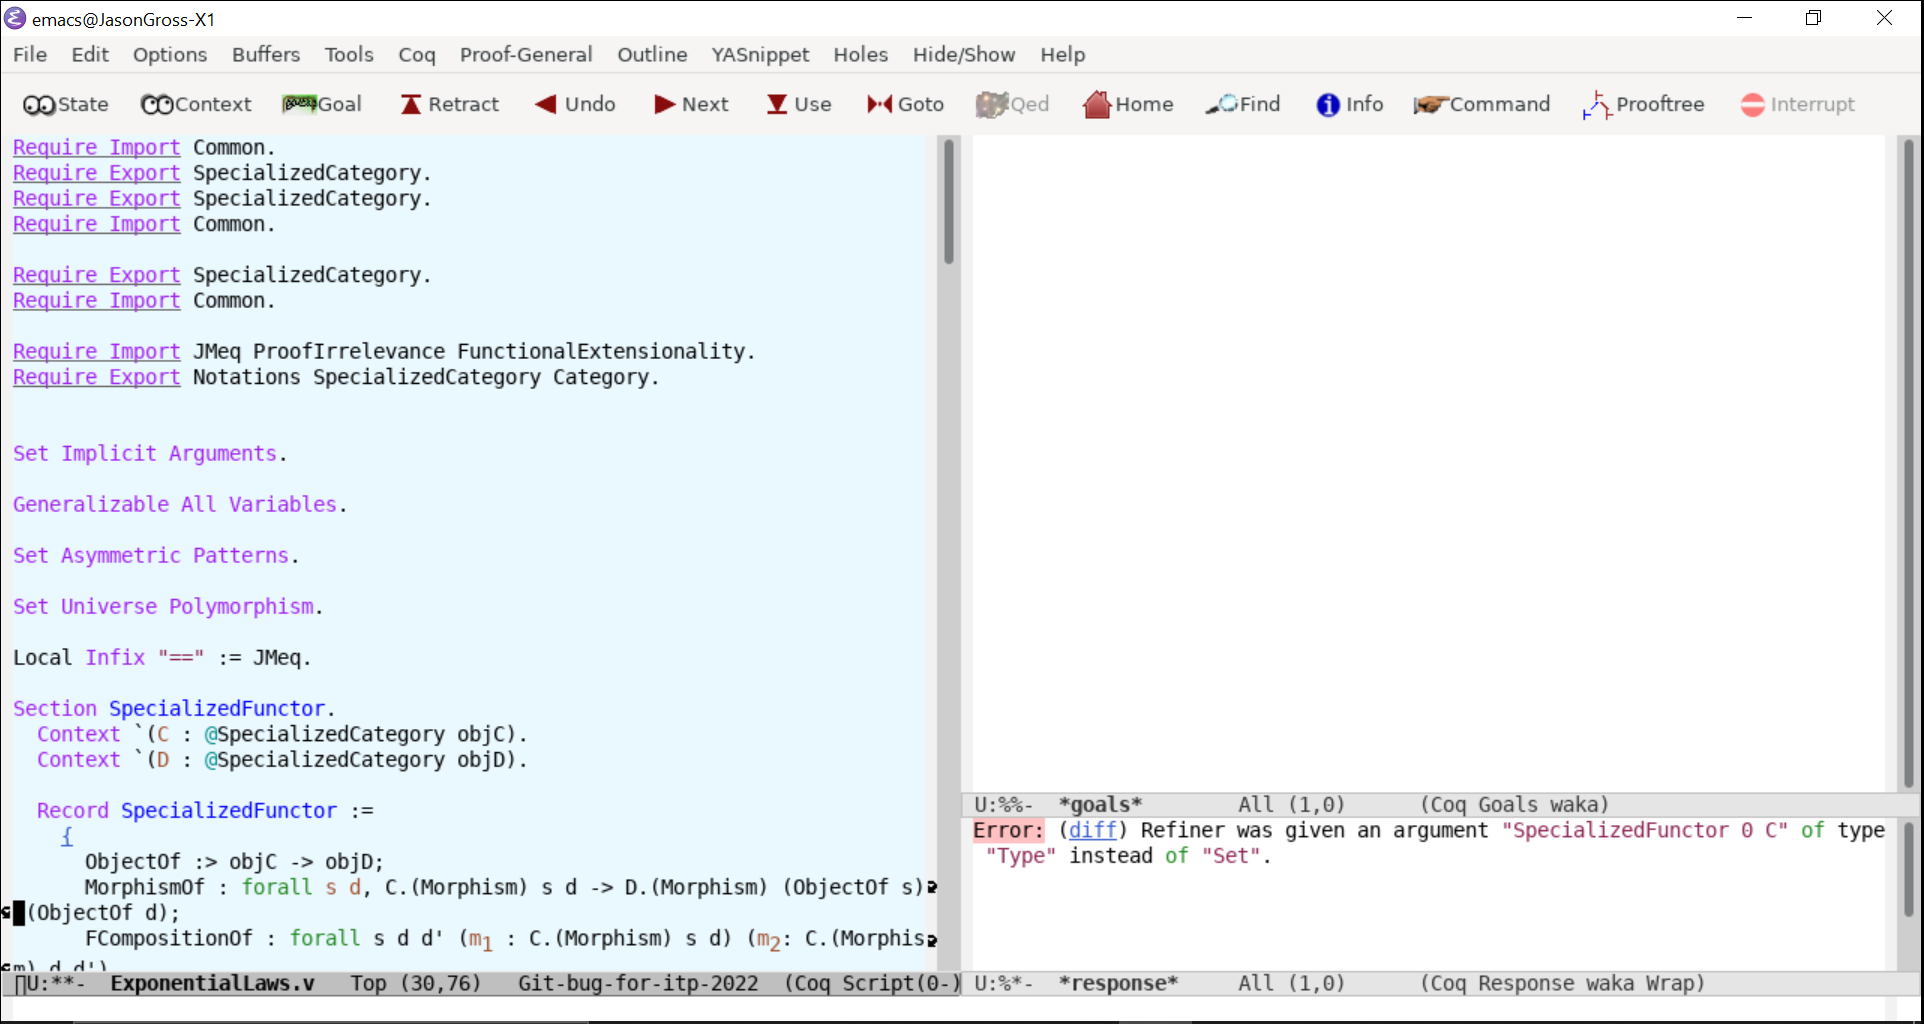 emacs@JasonGross-X1
File Edit Options Buffers Tools Coq Proof-General Outline YASnippet Holes Hide/Show Help
State Context Goal Retract Undo Next Use Goto Qed Home Find Info Command Prooftree Interrupt
Require Import Common.
Require Export SpecializedCategory.
Require Export SpecializedCategory.
Require Import Common.
Require Export SpecializedCategory.
Require Import Common.
Require Import JMeq ProofIrrelevance FunctionalExtensionality.
Require Export Notations SpecializedCategory Category.
Set Implicit Arguments.
Generalizable All Variables.
Set Asymmetric Patterns.
Set Universe Polymorphism.
Local Infix "==" := JMeq.
Section SpecializedFunctor.
Context `(C : @SpecializedCategory objC).
Context `(D : @SpecializedCategory objD).
Record SpecializedFunctor :=
{
ObjectOf :> objC -> objD;
MorphismOf : forall s d, C.(Morphism) s d -> D.(Morphism) (ObjectOf s)
(ObjectOf d);
FCompositionOf : forall s d d' (m1 : C.(Morphism) s d) (m2: C.(Morphis
m) d d')
U:**- ExponentialLaws.v Top (30,76) Git-bug-for-itp-2022 (Coq Script(0-)
U:%%- *goals* All (1,0) (Coq Goals waka)
Error: (diff) Refiner was given an argument "SpecializedFunctor 0 C" of type
"Type" instead of "Set".
U:%*- *response* All (1,0) (Coq Response waka Wrap)